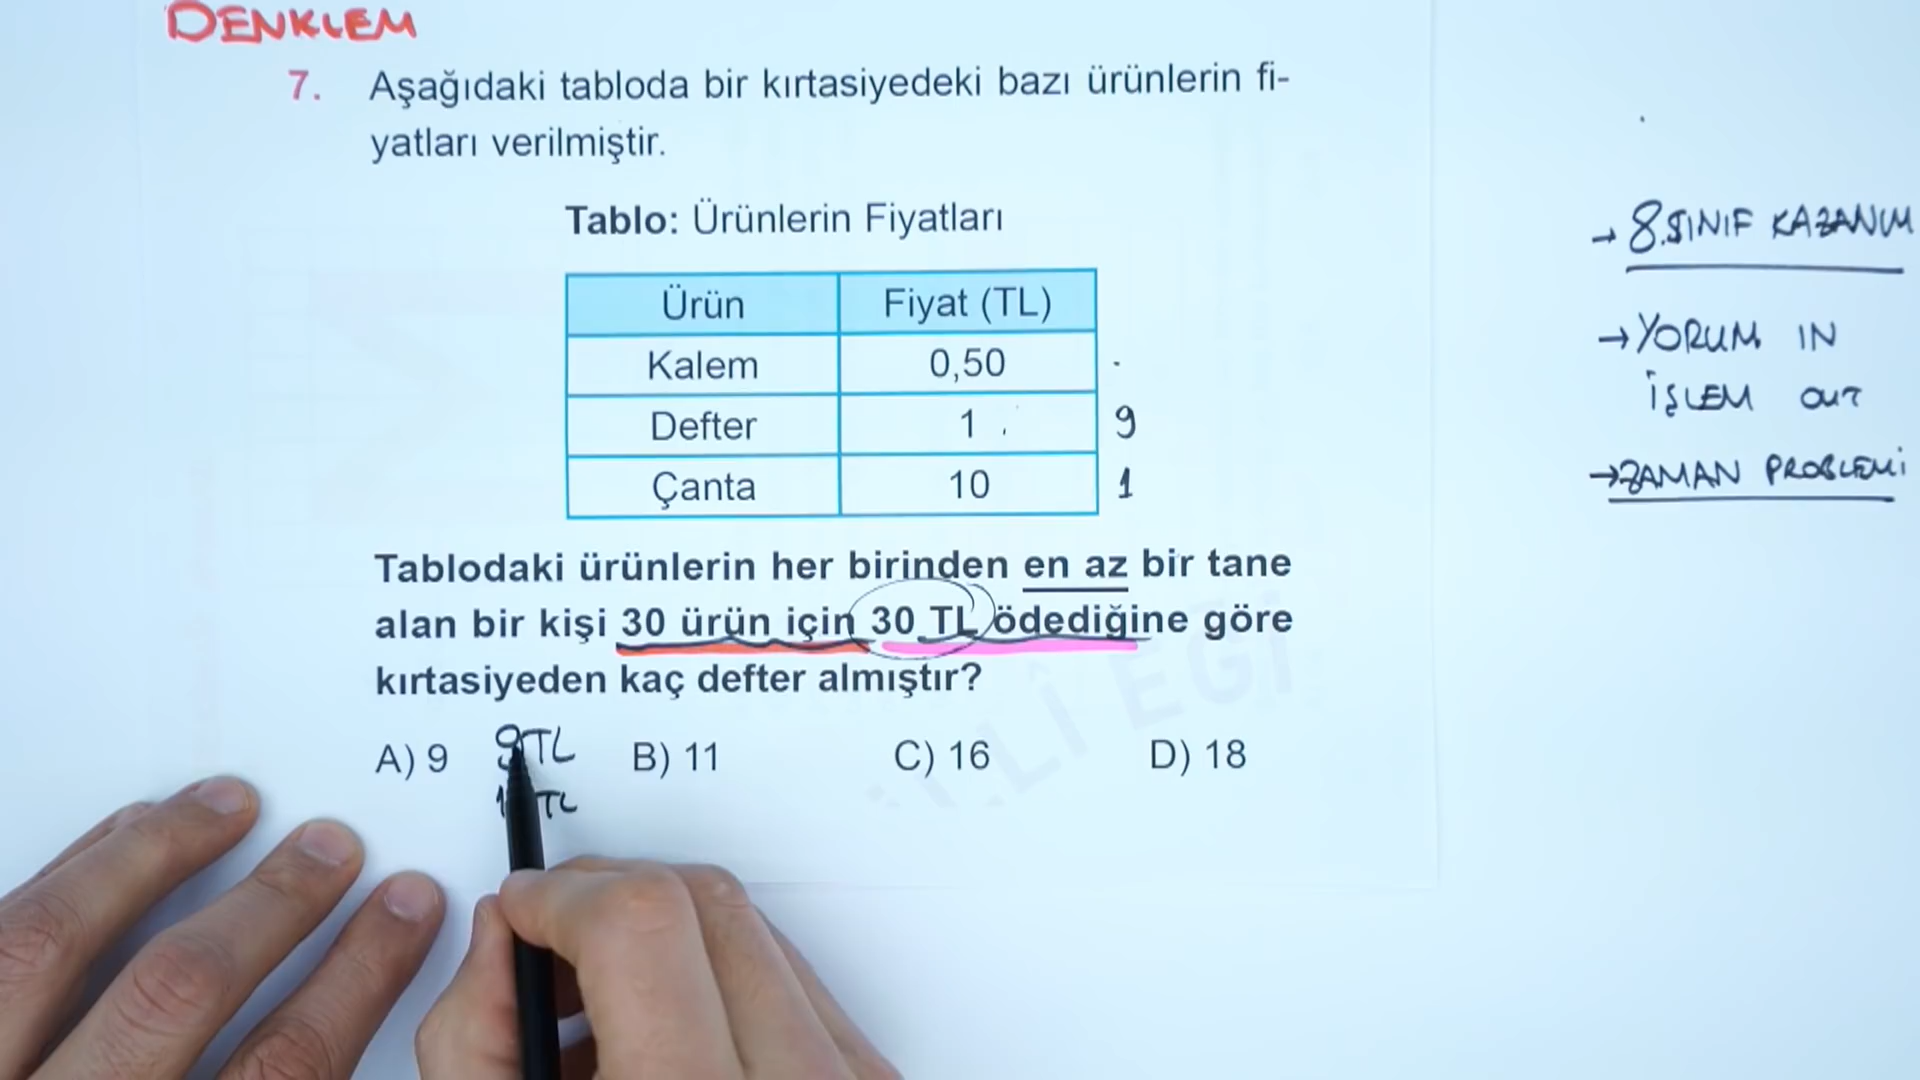 DENKLEM
7. Aşağıdaki tabloda bir kırtasiyedeki bazı ürünlerin fi-
yatları verilmiştir.
Tablo: Ürünlerin Fiyatları
Ürün Fiyat (TL)
Kalem 0,50
Defter 1 9
Çanta 10 1
Tablodaki ürünlerin her birinden en az bir tane
alan bir kişi 30 ürün için 30 TL ödediğine göre
kırtasiyeden kaç defter almıştır?
A) 9 B) 11 C) 16 D) 18
9TL
TL
→ 8.SINIF KAZANIM
→ YORUM IN
İŞLEM OUT
→ ZAMAN PROBLEMİ